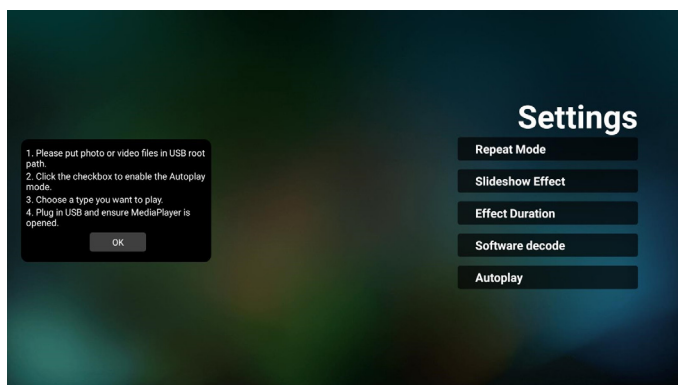 Settings
1. Please put photo or video files in USB root
path.
2. Click the checkbox to enable the Autoplay
mode.
3. Choose a type you want to play.
4. Plug in USB and ensure MediaPlayer is
opened.
OK
Repeat Mode
Slideshow Effect
Effect Duration
Software decode
Autoplay